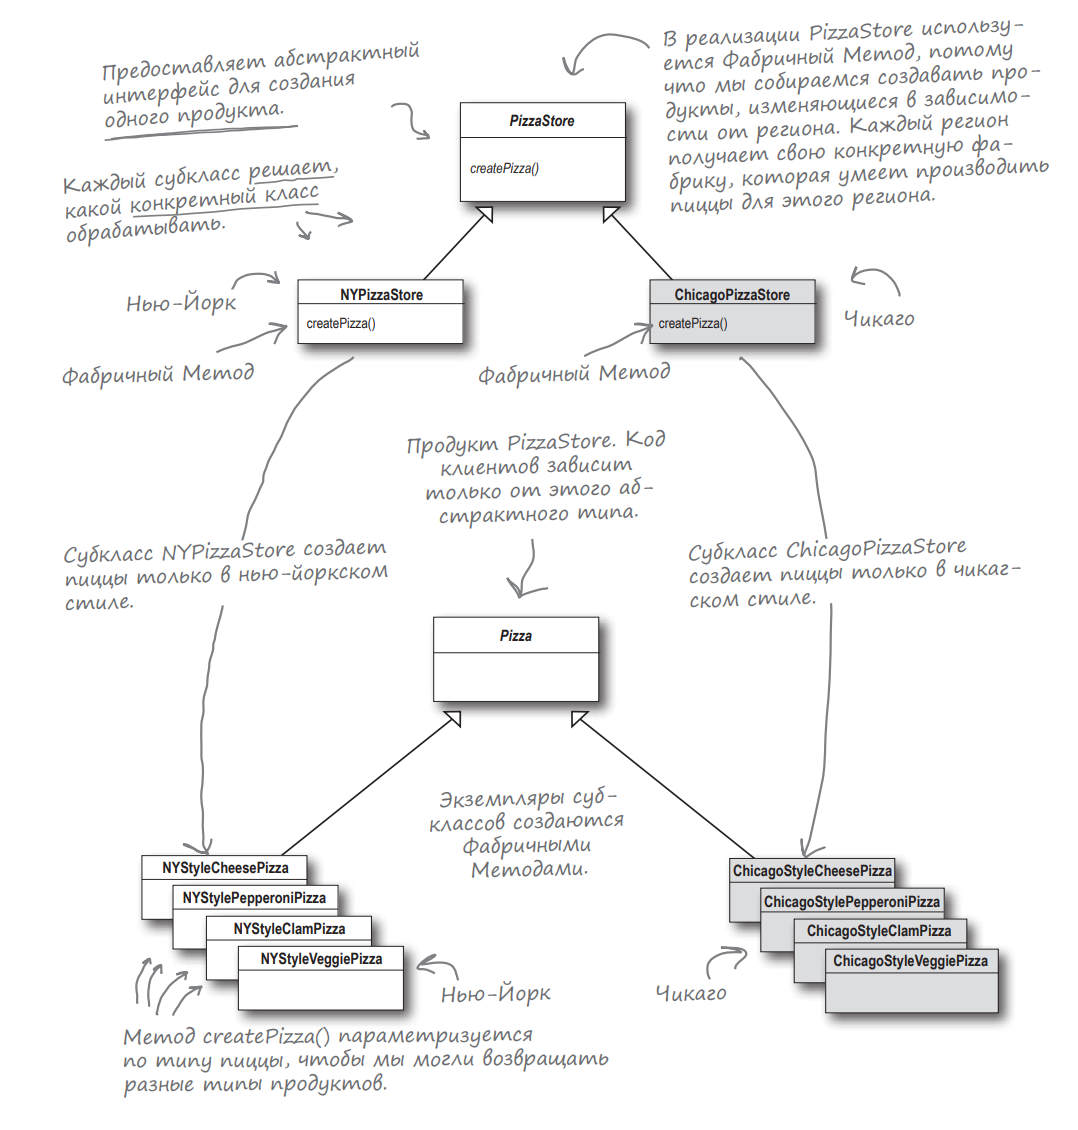 Предоставляет абстрактный
интерфейс для создания
одного продукта.
В реализации PizzaStore использу-
ется Фабричный Метод, потому
что мы собираемся создавать про-
дукты, изменяющиеся в зависимо-
сти от региона. Каждый регион
получает свою конкретную фа-
брику, которая умеет производить
пиццы для этого региона.
PizzaStore
createPizza()
Каждый субкласс решает,
какой конкретный класс
обрабатывать.
Нью-Йорк
NYPizzaStore
createPizza()
ChicagoPizzaStore
createPizza()
Чикаго
Фабричный Метод
Фабричный Метод
Продукт PizzaStore. Код
клиентов зависит
только от этого аб-
страктного типа.
Субкласс NYPizzaStore создает
пиццы только в нью-йоркском
стиле.
Субкласс ChicagoPizzaStore
создает пиццы только в чикаг-
ском стиле.
Pizza
Экземпляры суб-
классов создаются
Фабричными
Методами.
NYStyleCheesePizza
NYStylePepperoniPizza
NYStyleClamPizza
NYStyleVeggiePizza
ChicagoStyleCheesePizza
ChicagoStylePepperoniPizza
ChicagoStyleClamPizza
ChicagoStyleVeggiePizza
Нью-Йорк
Чикаго
Метод createPizza() параметризуется
по типу пиццы, чтобы мы могли возвращать
разные типы продуктов.